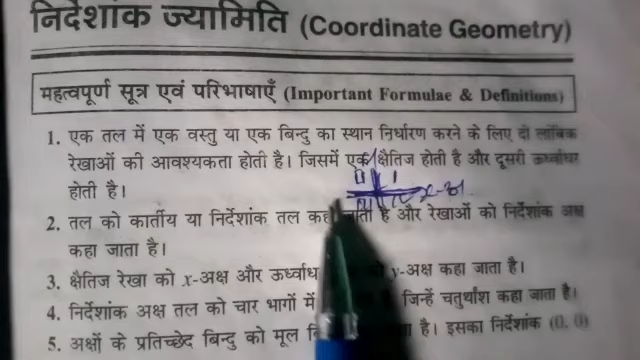 निर्देशांक ज्यामिति (Coordinate Geometry)
महत्वपूर्ण सूत्र एवं परिभाषाएँ (Important Formulae & Definitions)
1. एक तल में एक वस्तु या एक बिन्दु का स्थान निर्धारण करने के लिए दो लांबिक
रेखाओं की आवश्यकता होती है। जिसमें एक क्षैतिज होती है और दूसरी ऊर्ध्वाधर
होती है।
2. तल को कार्तीय या निर्देशांक तल कहा जाता है और रेखाओं को निर्देशांक अक्ष
कहा जाता है।
3. क्षैतिज रेखा को x-अक्ष और ऊर्ध्वाध y-अक्ष कहा जाता है।
4. निर्देशांक अक्ष तल को चार भागों में जिन्हें चतुर्थांश कहा जाता है।
5. अक्षों के प्रतिच्छेद बिन्दु को मूल है। इसका निर्देशांक (0, 0)